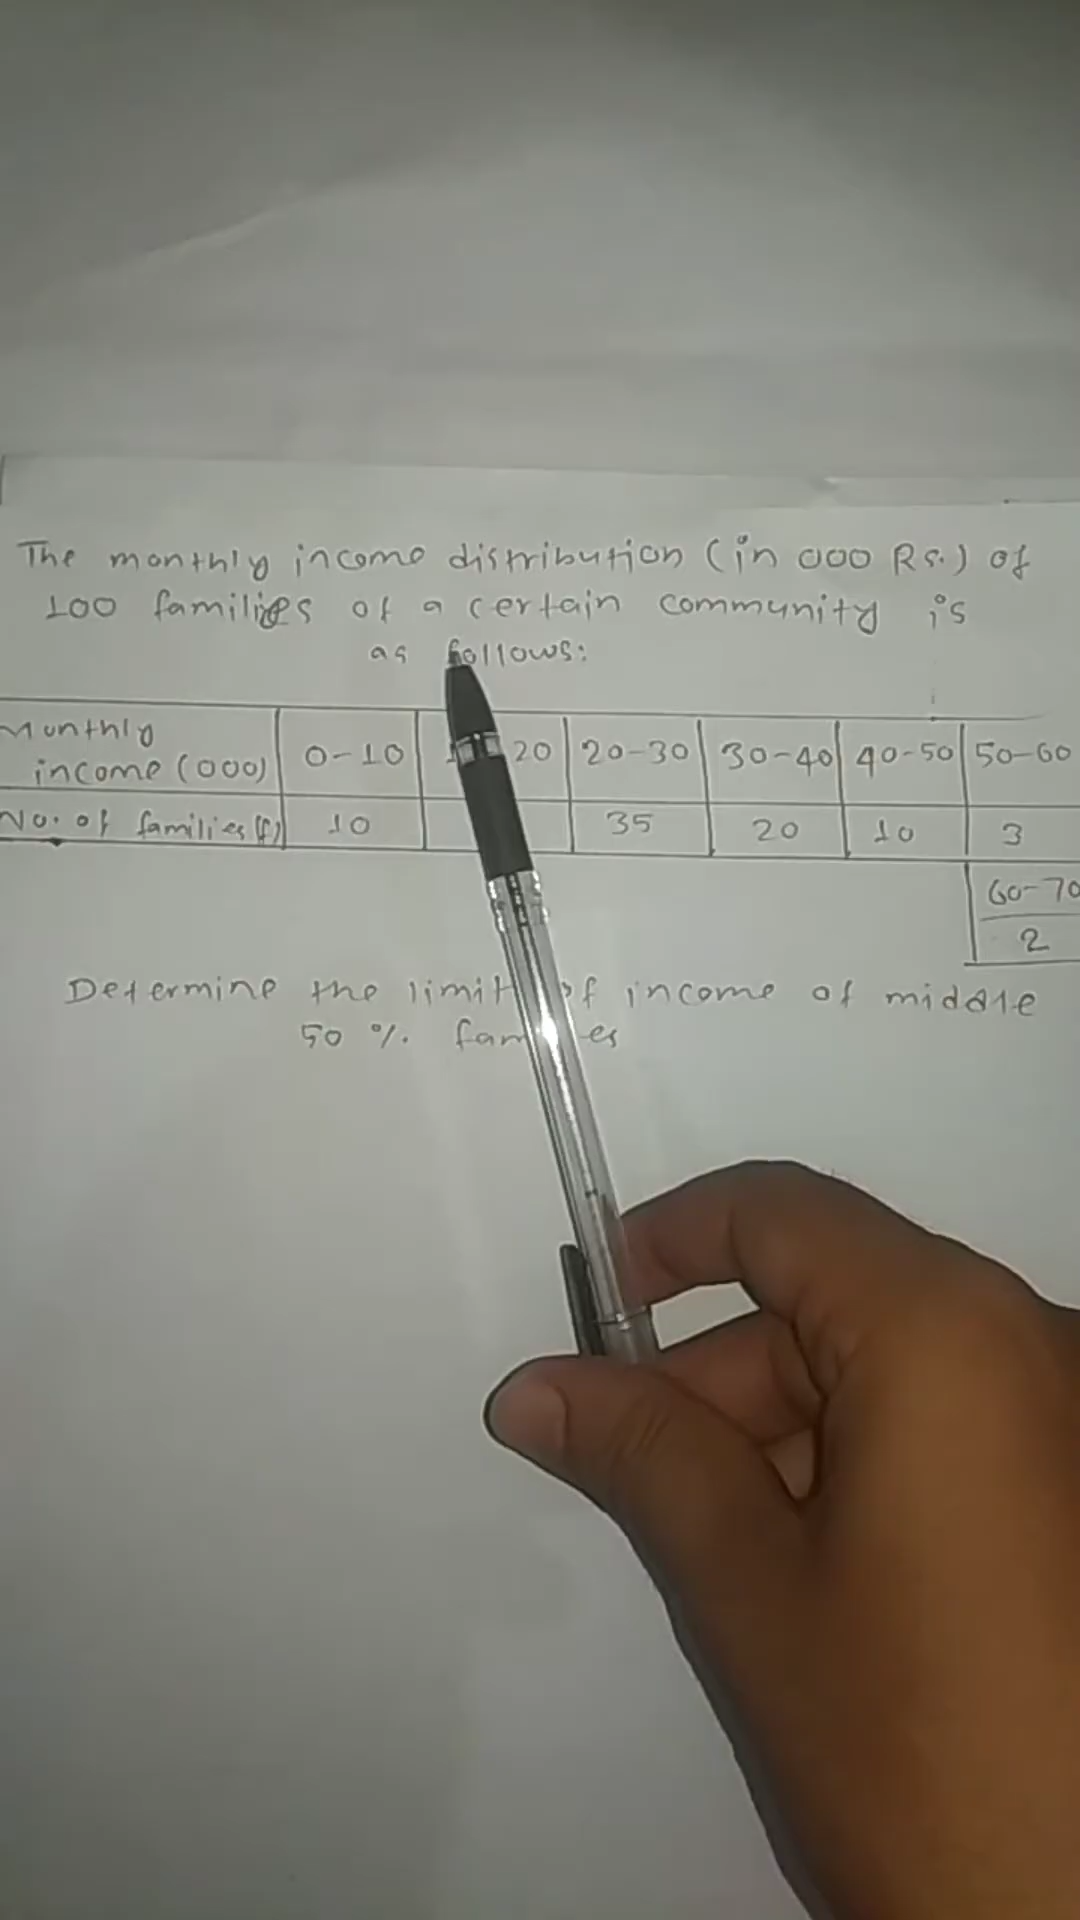 The monthly income distribution (in 000 Rs.) of
100 families of a certain community is
as follows:
Monthly income (000) 0-10 20 20-30 30-40 40-50 50-60
No. of families (f) 10 35 20 10 3
60-70
2
Determine the limit of income of middle
50 %.